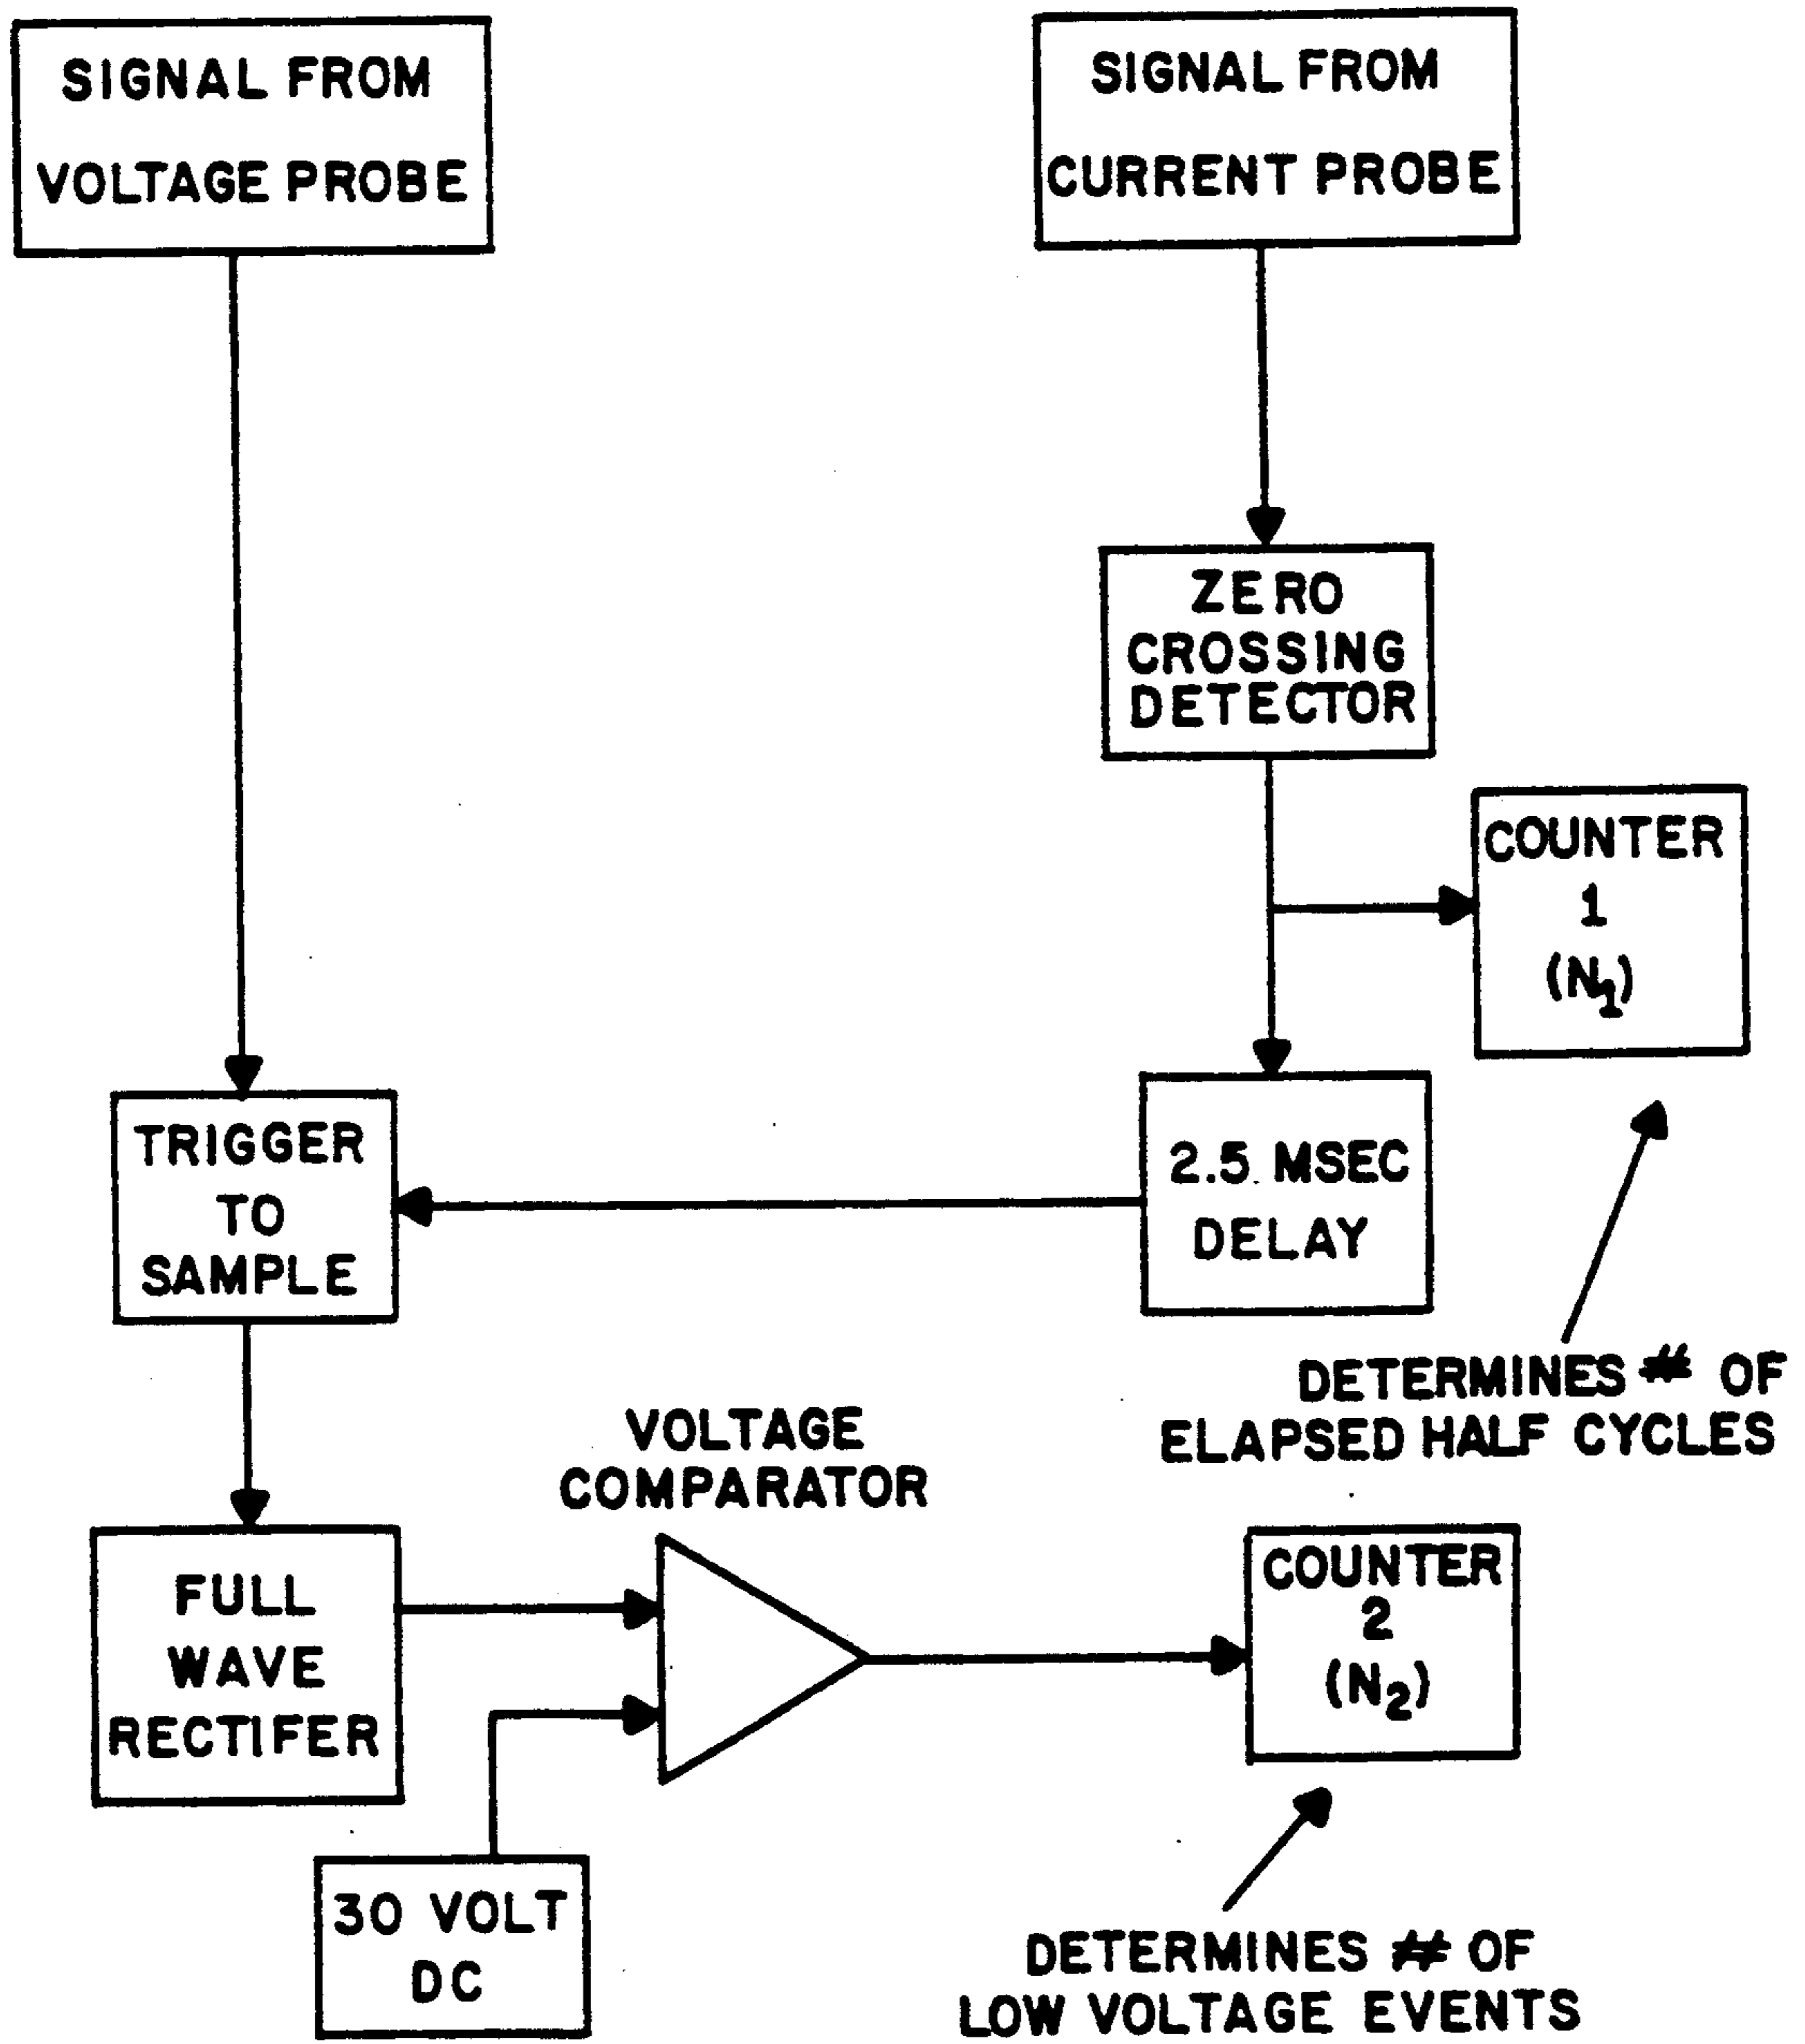 SIGNAL FROM
VOLTAGE PROBE
SIGNAL FROM
CURRENT PROBE
ZERO
CROSSING
DETECTOR
COUNTER
1
(N1)
TRIGGER
TO
SAMPLE
2.5 MSEC
DELAY
DETERMINES # OF
ELAPSED HALF CYCLES
VOLTAGE
COMPARATOR
FULL
WAVE
RECTIFER
COUNTER
2
(N2)
30 VOLT
DC
DETERMINES # OF
LOW VOLTAGE EVENTS